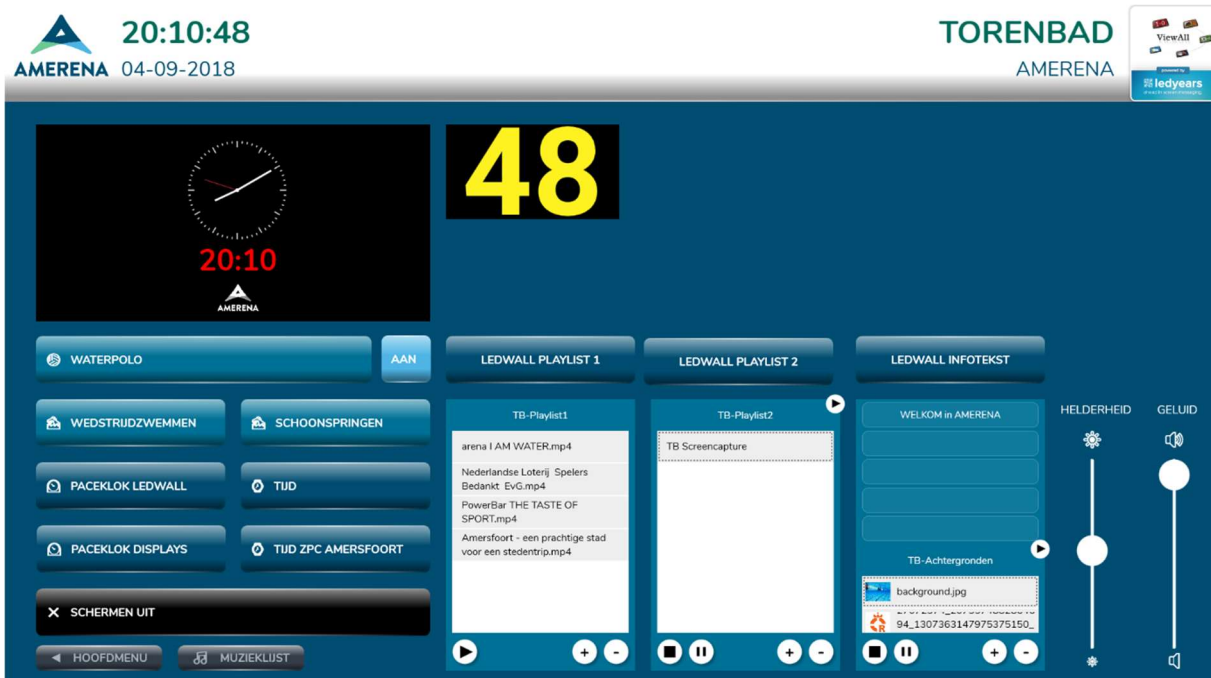 20:10:48
04-09-2018
AMERENA
TORENBAD
AMERENA
ViewAll
powered by
ledyears
20:10
AMERENA
48
WATERPOLO
AAN
LEDWALL PLAYLIST 1
LEDWALL PLAYLIST 2
LEDWALL INFOTEKST
WEDSTRIJDZWEMMEN
SCHOONSPRINGEN
PACEKLOK LEDWALL
TIJD
PACEKLOK DISPLAYS
TIJD ZPC AMERSFOORT
SCHERMEN UIT
HOOFDMENU
MUZIEKLIJST
TB-Playlist1
arena I AM WATER.mp4
Nederlandse Loterij Spelers
Bedankt EvG.mp4
PowerBar THE TASTE OF
SPORT.mp4
Amersfoort - een prachtige stad
voor een stedentrip.mp4
TB-Playlist2
TB Screencapture
WELKOM in AMERENA
TB-Achtergronden
background.jpg
94_1307363147975375150_
HELDERHEID
GELUID